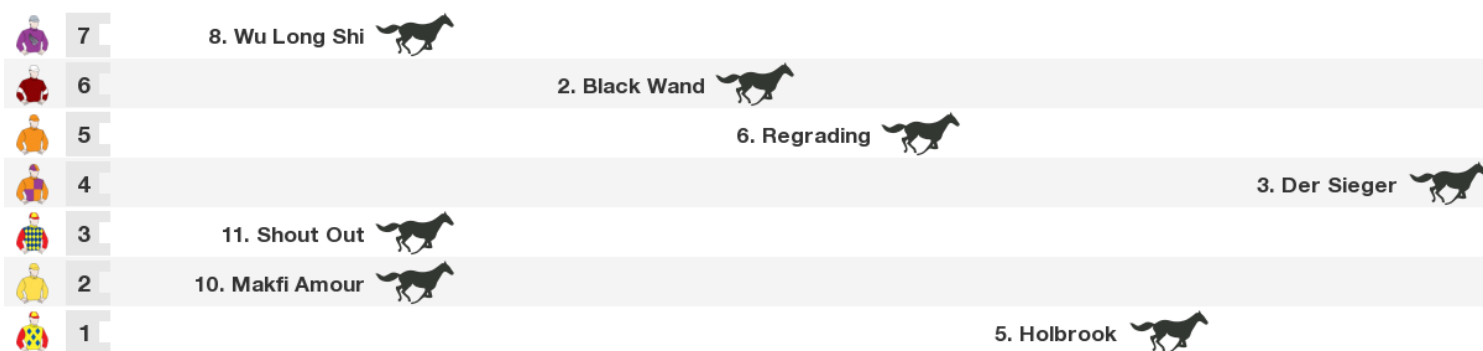 7 8. Wu Long Shi
6 2. Black Wand
5 6. Regrading
4 3. Der Sieger
3 11. Shout Out
2 10. Makfi Amour
1 5. Holbrook